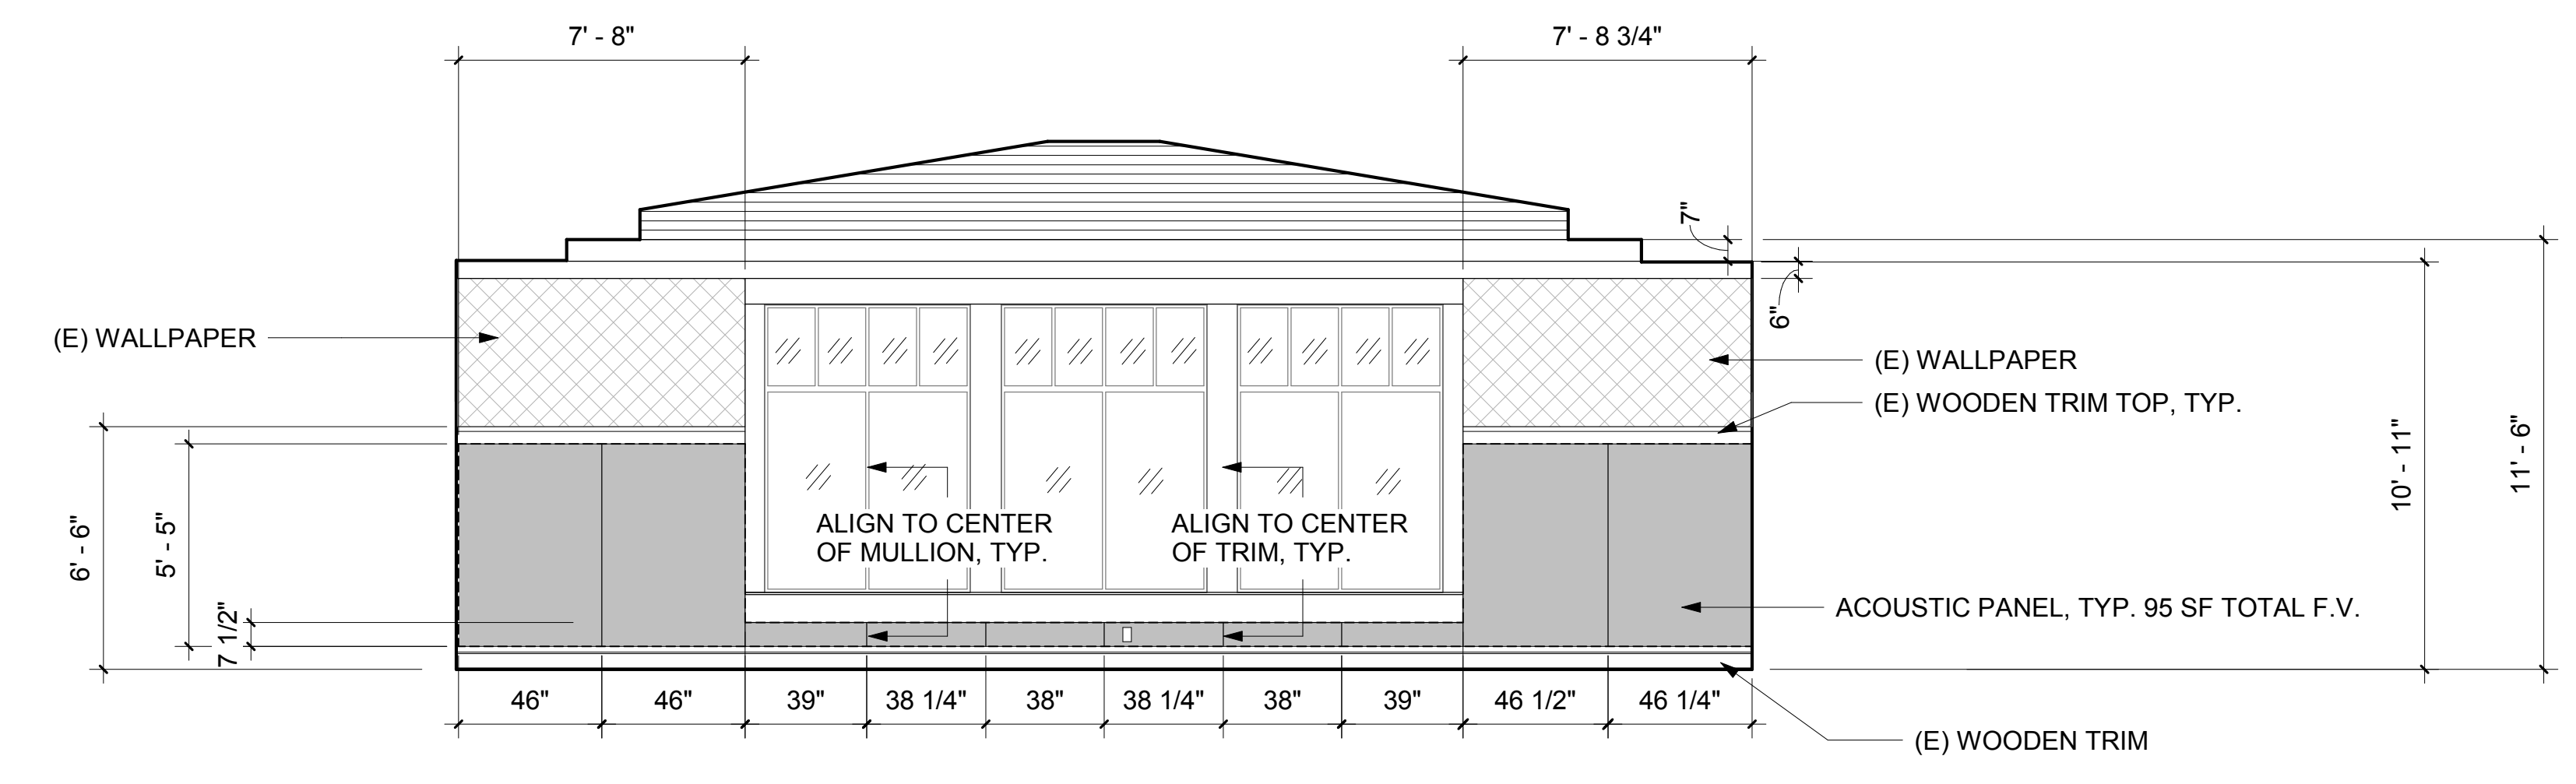 7' - 8"
7' - 8 3/4"
7"
6"
(E) WALLPAPER
(E) WALLPAPER
(E) WOODEN TRIM TOP, TYP.
10' - 11"
11' - 6"
6' - 6"
5' - 5"
7 1/2"
ALIGN TO CENTER
OF MULLION, TYP.
ALIGN TO CENTER
OF TRIM, TYP.
ACOUSTIC PANEL, TYP. 95 SF TOTAL F.V.
46"
46"
39"
38 1/4"
38"
38 1/4"
38"
39"
46 1/2"
46 1/4"
(E) WOODEN TRIM